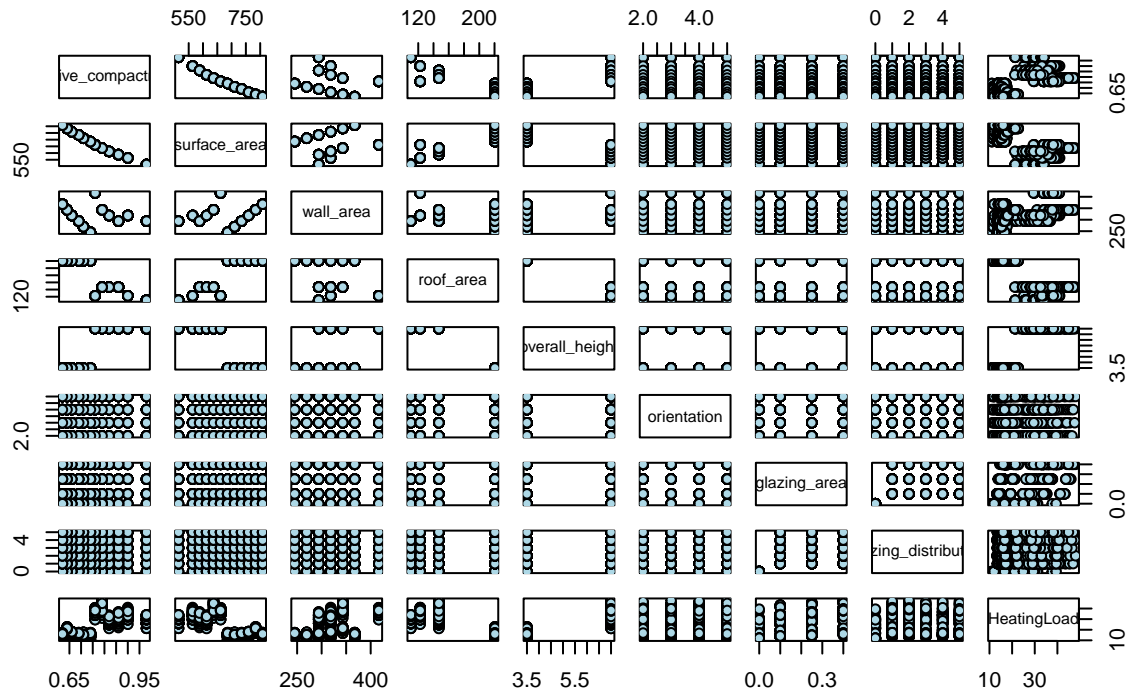 550 750 120 200 2.0 4.0 0 2 4
ive_compact
0.65
550
surface_area
wall_area
250
120
roof_area
overall_heigh
3.5
2.0
orientation
glazing_area
0.0
0 4
zing_distribut
HeatingLoad
10
0.65 0.95 250 400 3.5 5.5 0.0 0.3 10 30